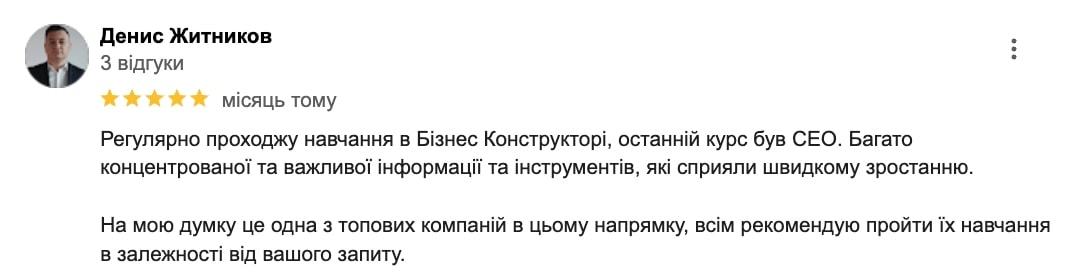 Денис Житников
3 відгуки
місяць тому
Регулярно проходжу навчання в Бізнес Конструкторі, останній курс був CEO. Багато
концентрованої та важливої інформації та інструментів, які сприяли швидкому зростанню.
На мою думку це одна з топових компаній в цьому напрямку, всім рекомендую пройти їх навчання
в залежності від вашого запиту.